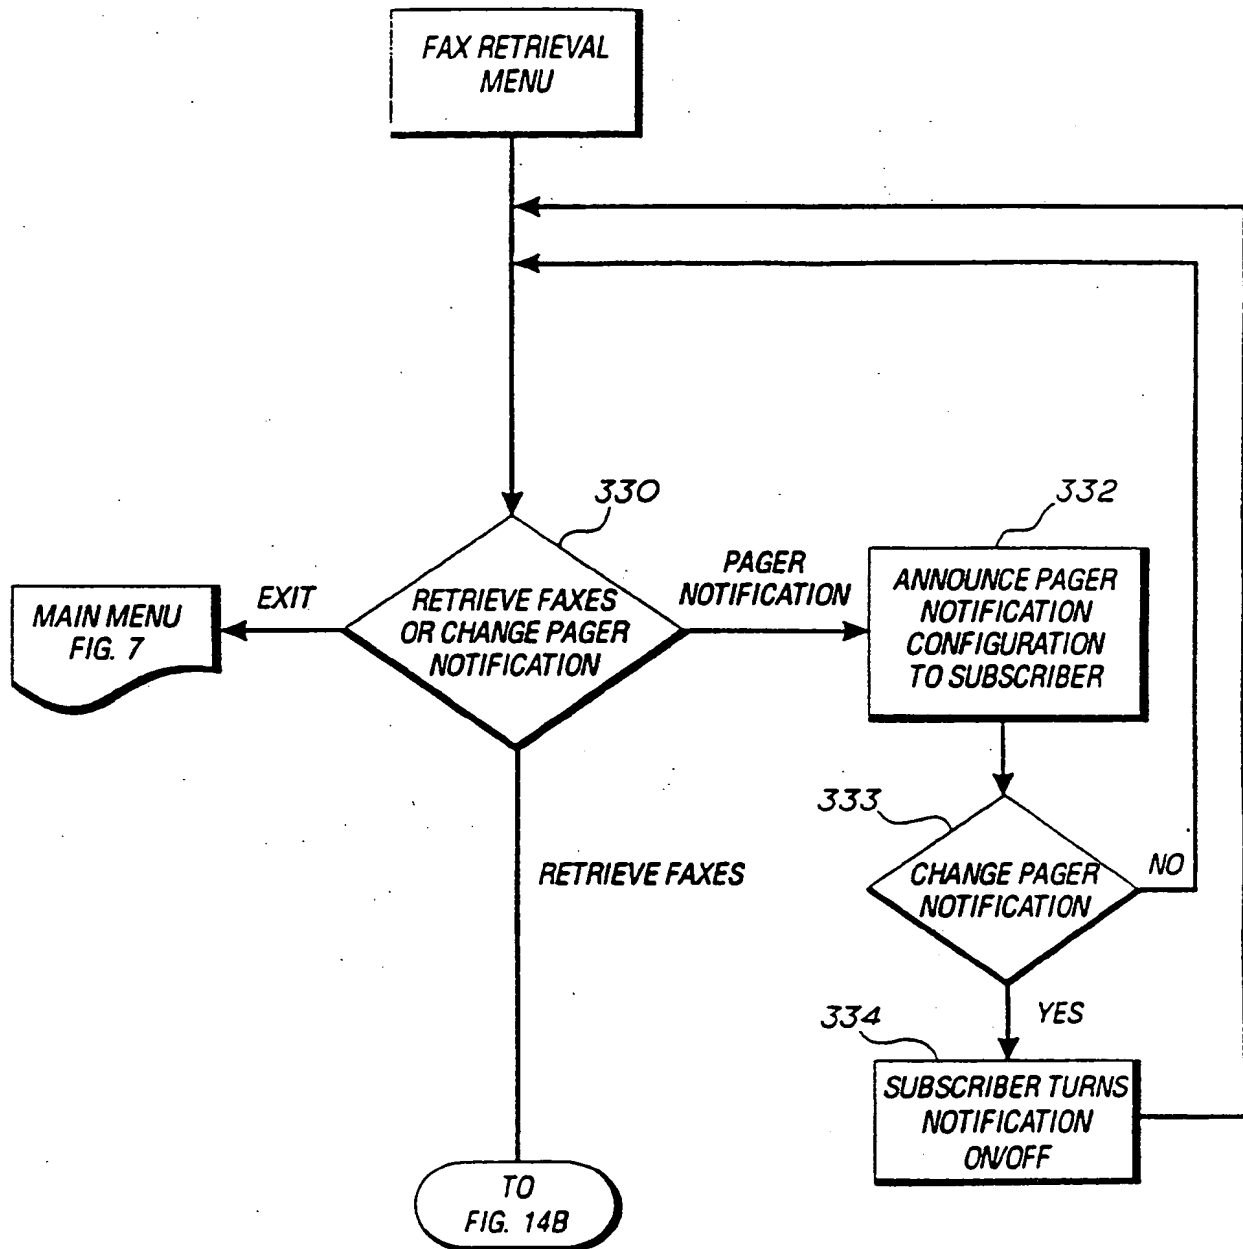 FAX RETRIEVAL
MENU
330
332
EXIT
PAGER
NOTIFICATION
MAIN MENU
FIG. 7
RETRIEVE FAXES
OR CHANGE PAGER
NOTIFICATION
ANNOUNCE PAGER
NOTIFICATION
CONFIGURATION
TO SUBSCRIBER
333
RETRIEVE FAXES
CHANGE PAGER
NOTIFICATION
NO
YES
334
SUBSCRIBER TURNS
NOTIFICATION
ON/OFF
TO
FIG. 14B